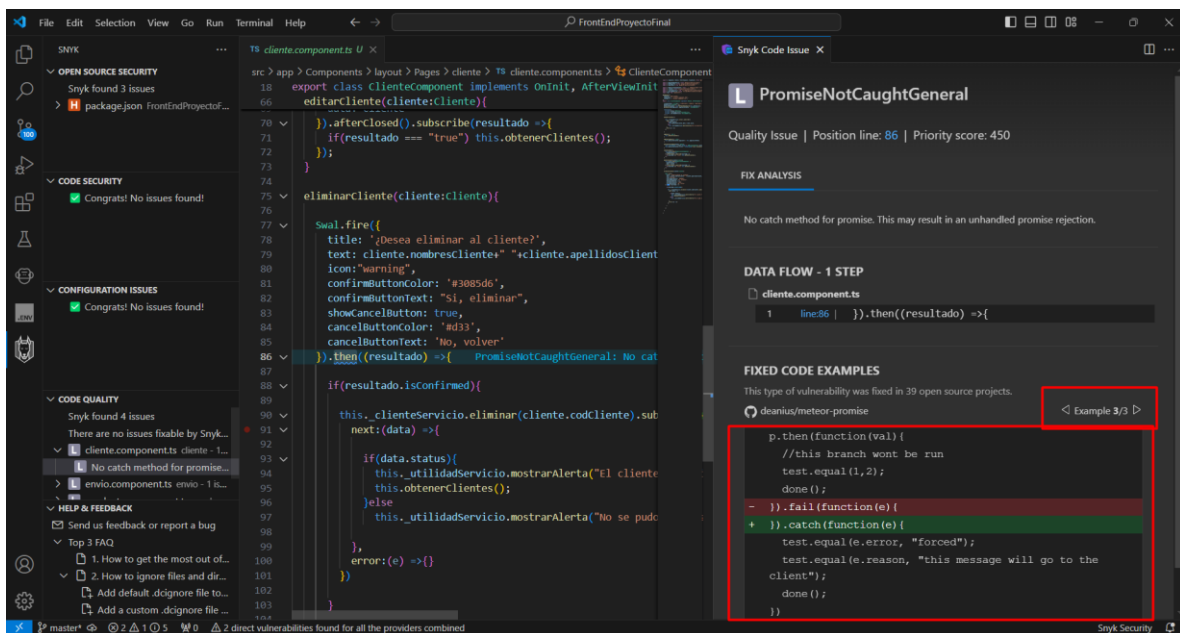 File Edit Selection View Go Run Terminal Help
FrontEndProyectoFinal
SNYK
OPEN SOURCE SECURITY
Snyk found 3 issues
package.json FrontEndProyectoF...
100
CODE SECURITY
Congrats! No issues found!
CONFIGURATION ISSUES
Congrats! No issues found!
.ENV
CODE QUALITY
Snyk found 4 issues
There are no issues fixable by Snyk...
cliente.component.ts cliente - 1...
No catch method for promise...
envio.component.ts envio - 1 is...
HELP & FEEDBACK
Send us feedback or report a bug
Top 3 FAQ
1. How to get the most out of...
2. How to ignore files and dir...
Add default .dcignore file to...
Add a custom .dcignore file ...
TS cliente.component.ts U
src > app > Components > layout > Pages > cliente > TS cliente.component.ts > ClienteComponent
18 export class ClienteComponent implements OnInit, AfterViewInit
66 editarCliente(cliente:Cliente){
70 }).afterClosed().subscribe(resultado =>{
71 if(resultado === "true") this.obtenerClientes();
72 });
73 }
74
75 eliminarCliente(cliente:Cliente){
76
77 Swal.fire({
78 title: '¿Desea eliminar al cliente?',
79 text: cliente.nombresCliente+" "+cliente.apellidosClient
80 icon:"warning",
81 confirmButtonColor: '#3085d6',
82 confirmButtonText: "Si, eliminar",
83 showCancelButton: true,
84 cancelButtonColor: '#d33',
85 cancelButtonText: 'No, volver'
86 }).then((resultado) =>{ PromiseNotCaughtGeneral: No cat
87
88 if(resultado.isConfirmed){
89
90 this._clienteServicio.eliminar(cliente.codCliente).sub
91 next:(data) =>{
92
93 if(data.status){
94 this._utilidadServicio.mostrarAlerta("El cliente
95 this.obtenerClientes();
96 }else
97 this._utilidadServicio.mostrarAlerta("No se pudo
98
99 },
100 error:(e) =>{}
101 })
102
103 }
Snyk Code Issue
L PromiseNotCaughtGeneral
Quality Issue | Position line: 86 | Priority score: 450
FIX ANALYSIS
No catch method for promise. This may result in an unhandled promise rejection.
DATA FLOW - 1 STEP
cliente.component.ts
1 line:86 | }).then((resultado) =>{
FIXED CODE EXAMPLES
This type of vulnerability was fixed in 39 open source projects.
deanius/meteor-promise
Example 3/3
p.then(function(val){
//this branch wont be run
test.equal(1,2);
done();
- }).fail(function(e){
+ }).catch(function(e){
test.equal(e.error, "forced");
test.equal(e.reason, "this message will go to the
client");
done();
})
master* 2 1 5 0 2 direct vulnerabilities found for all the providers combined
Snyk Security